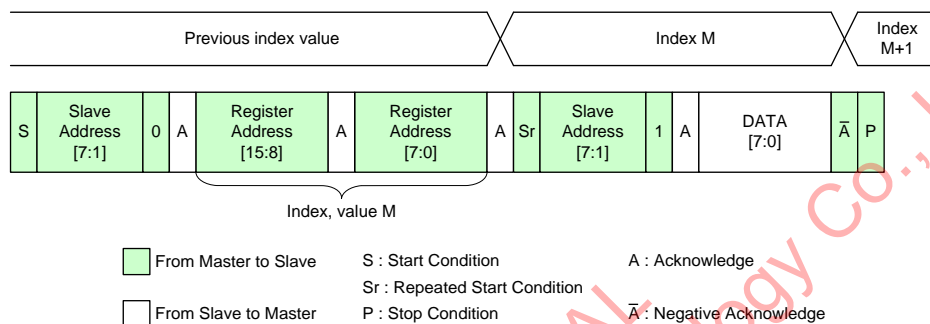 Previous index value
Index M
Index
M+1
S
Slave
Address
[7:1]
0
A
Register
Address
[15:8]
A
Register
Address
[7:0]
A
Sr
Slave
Address
[7:1]
1
A
DATA
[7:0]
A̅
P
Index, value M
From Master to Slave
S : Start Condition
A : Acknowledge
Sr : Repeated Start Condition
From Slave to Master
P : Stop Condition
A̅ : Negative Acknowledge